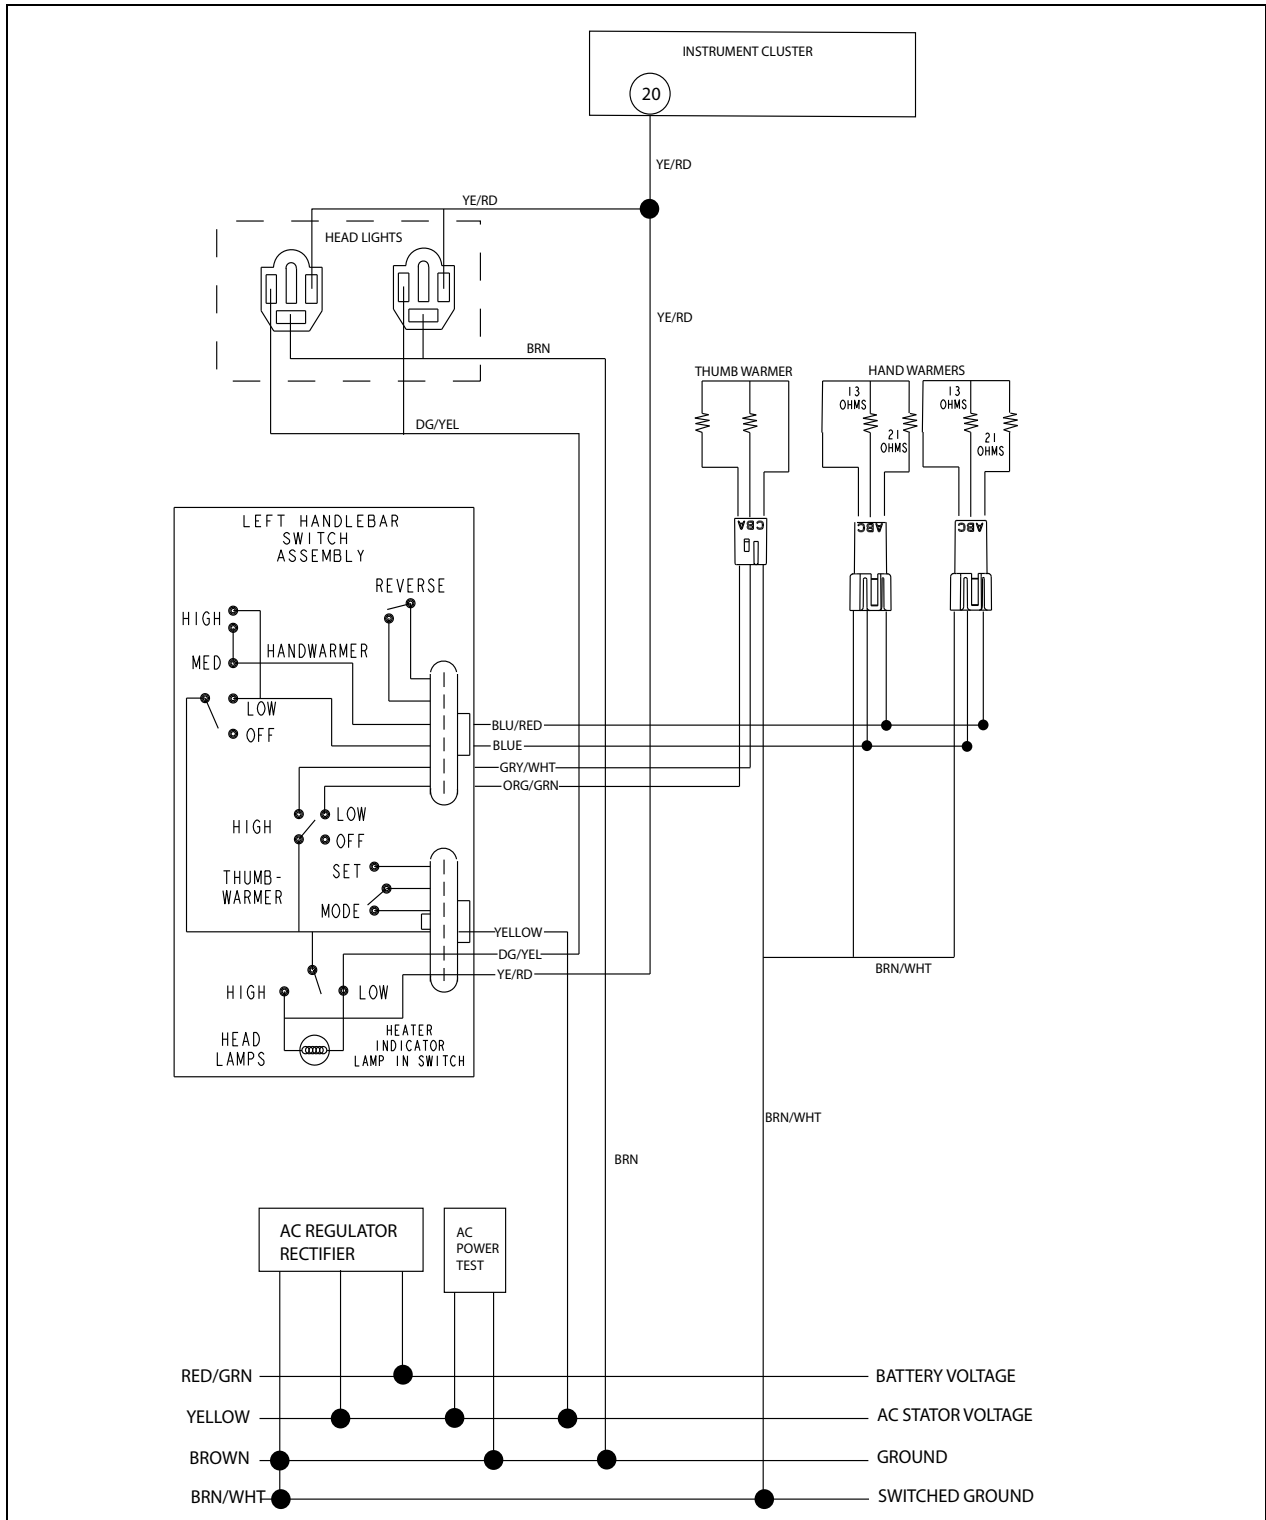 INSTRUMENT CLUSTER
20
YE/RD
YE/RD
HEAD LIGHTS
YE/RD
BRN
THUMB WARMER
HAND WARMERS
13
OHMS
21
OHMS
13
OHMS
21
OHMS
DG/YEL
CBA
ABC
ABC
LEFT HANDLEBAR
SWITCH
ASSEMBLY
REVERSE
HIGH
HANDWARMER
MED
LOW
OFF
BLU/RED
BLUE
GRY/WHT
ORG/GRN
LOW
HIGH
OFF
SET
THUMB-
WARMER
MODE
YELLOW
DG/YEL
YE/RD
BRN/WHT
HIGH
LOW
HEAD
LAMPS
HEATER
INDICATOR
LAMP IN SWITCH
BRN/WHT
BRN
AC REGULATOR
RECTIFIER
AC
POWER
TEST
RED/GRN
BATTERY VOLTAGE
YELLOW
AC STATOR VOLTAGE
BROWN
GROUND
BRN/WHT
SWITCHED GROUND